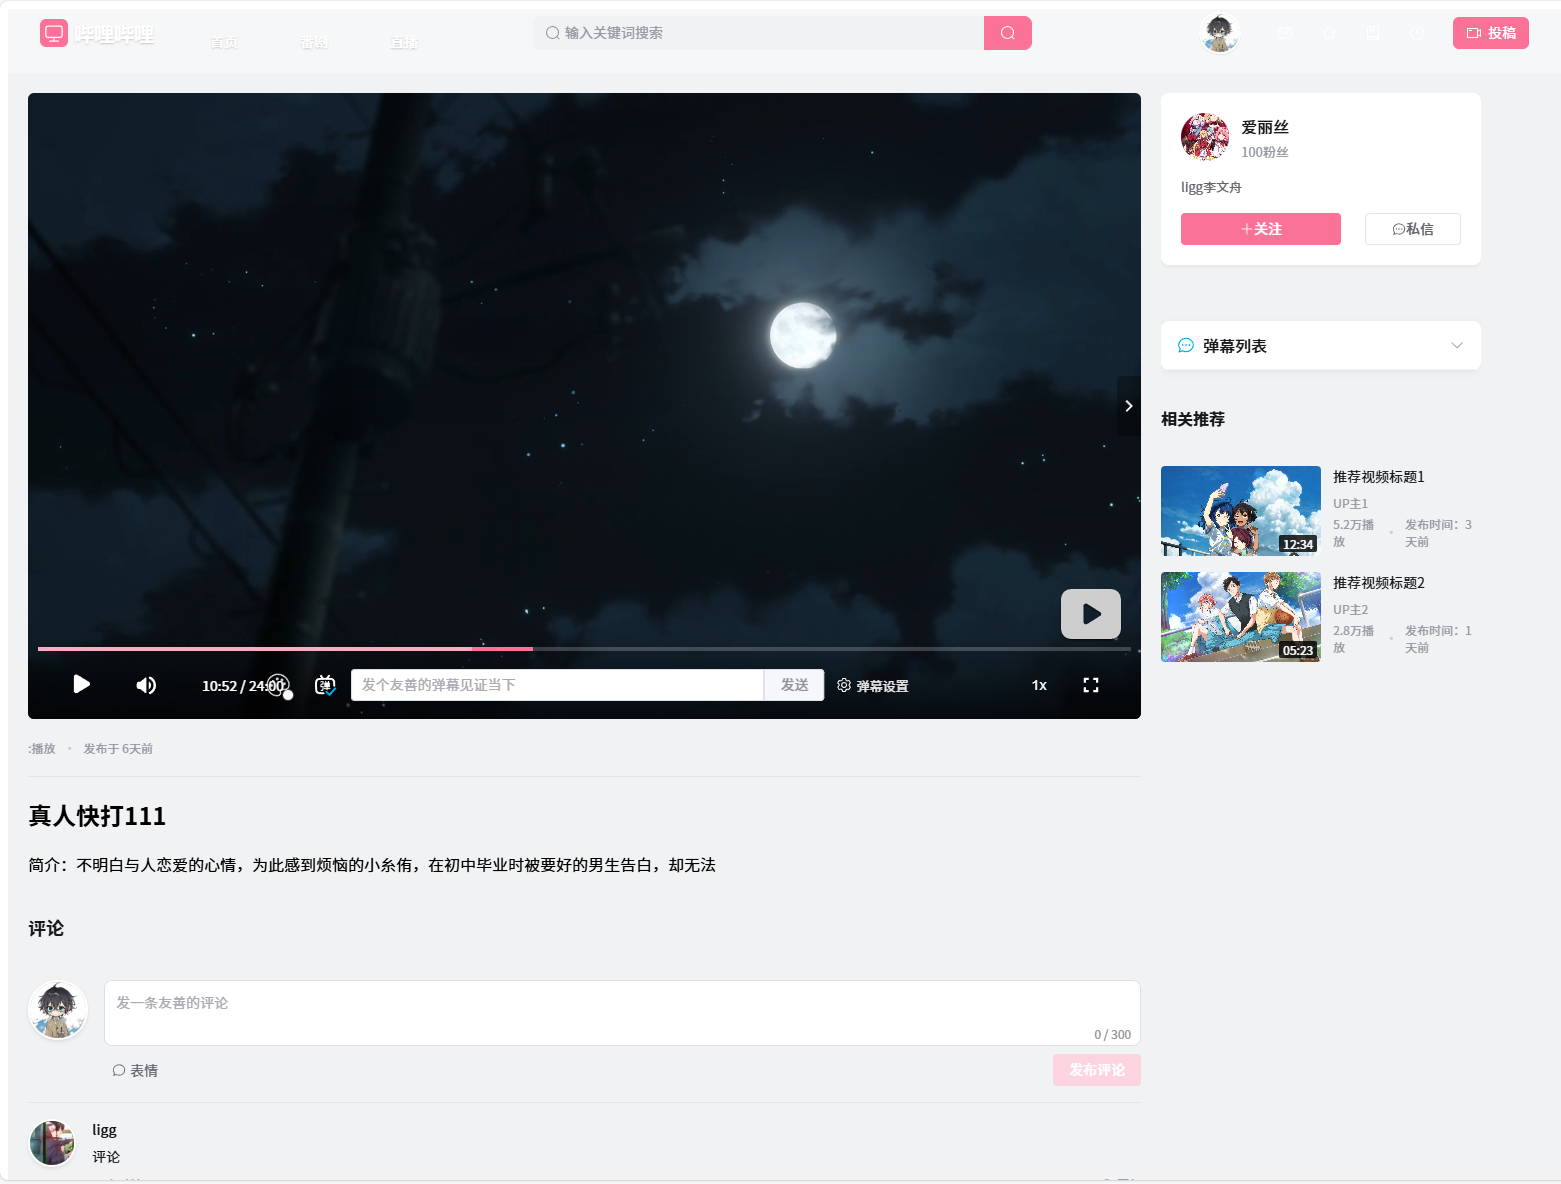 哔哩哔哩
首页
番剧
直播
输入关键词搜索
投稿
爱丽丝
100粉丝
ligg李文舟
关注
私信
弹幕列表
相关推荐
12:34
推荐视频标题1
UP主1
5.2万播放 · 发布时间：3天前
05:23
推荐视频标题2
UP主2
2.8万播放 · 发布时间：1天前
10:52 / 24:00
弹
发个友善的弹幕见证当下
发送
弹幕设置
1x
:播放 · 发布于 6天前
真人快打111
简介：不明白与人恋爱的心情，为此感到烦恼的小糸侑，在初中毕业时被要好的男生告白，却无法
评论
发一条友善的评论
0 / 300
表情
发布评论
ligg
评论